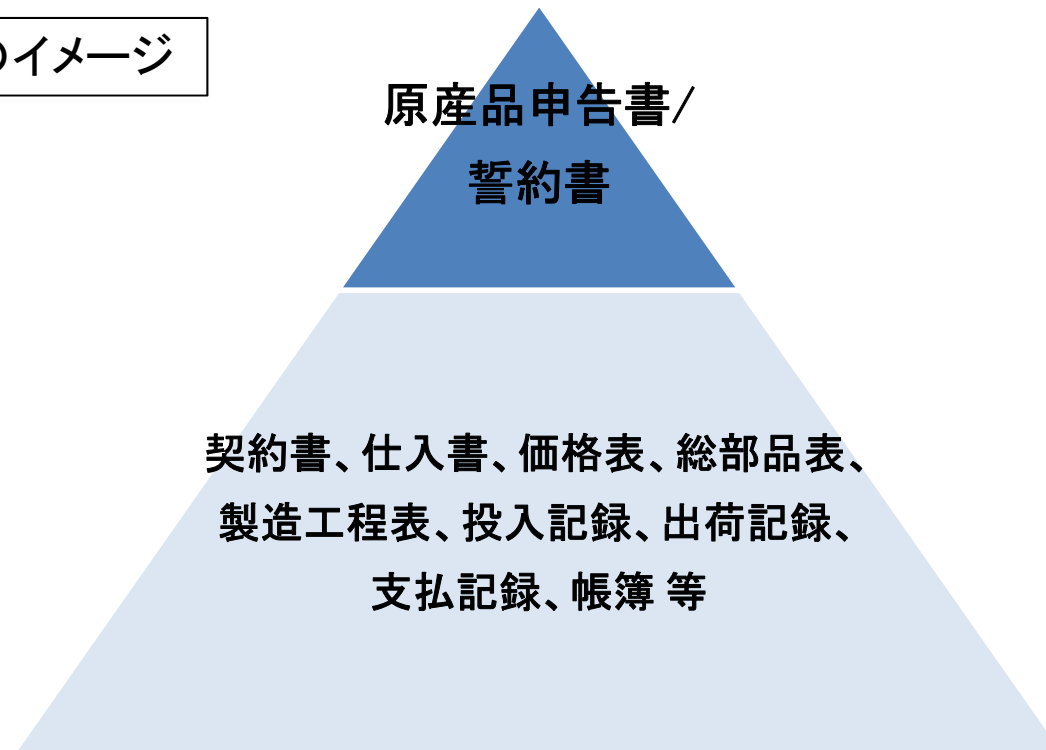 のイメージ
原産品申告書/
誓約書
契約書、仕入書、価格表、総部品表、
製造工程表、投入記録、出荷記録、
支払記録、帳簿 等